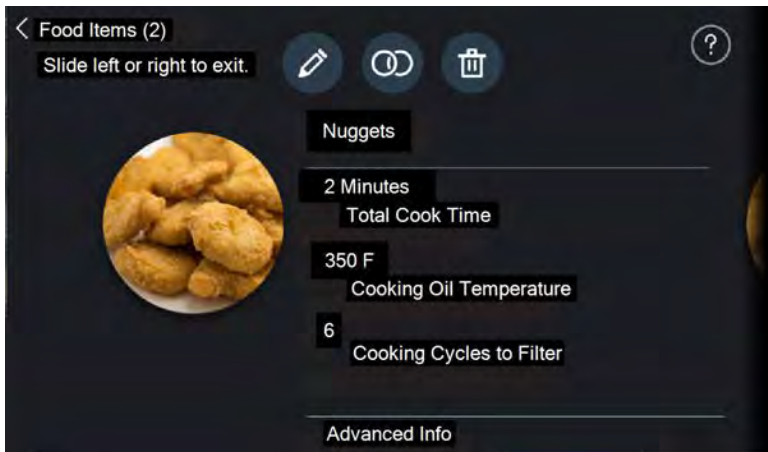 Food Items (2)
Slide left or right to exit.
?
Nuggets
2 Minutes
Total Cook Time
350 F
Cooking Oil Temperature
6
Cooking Cycles to Filter
Advanced Info